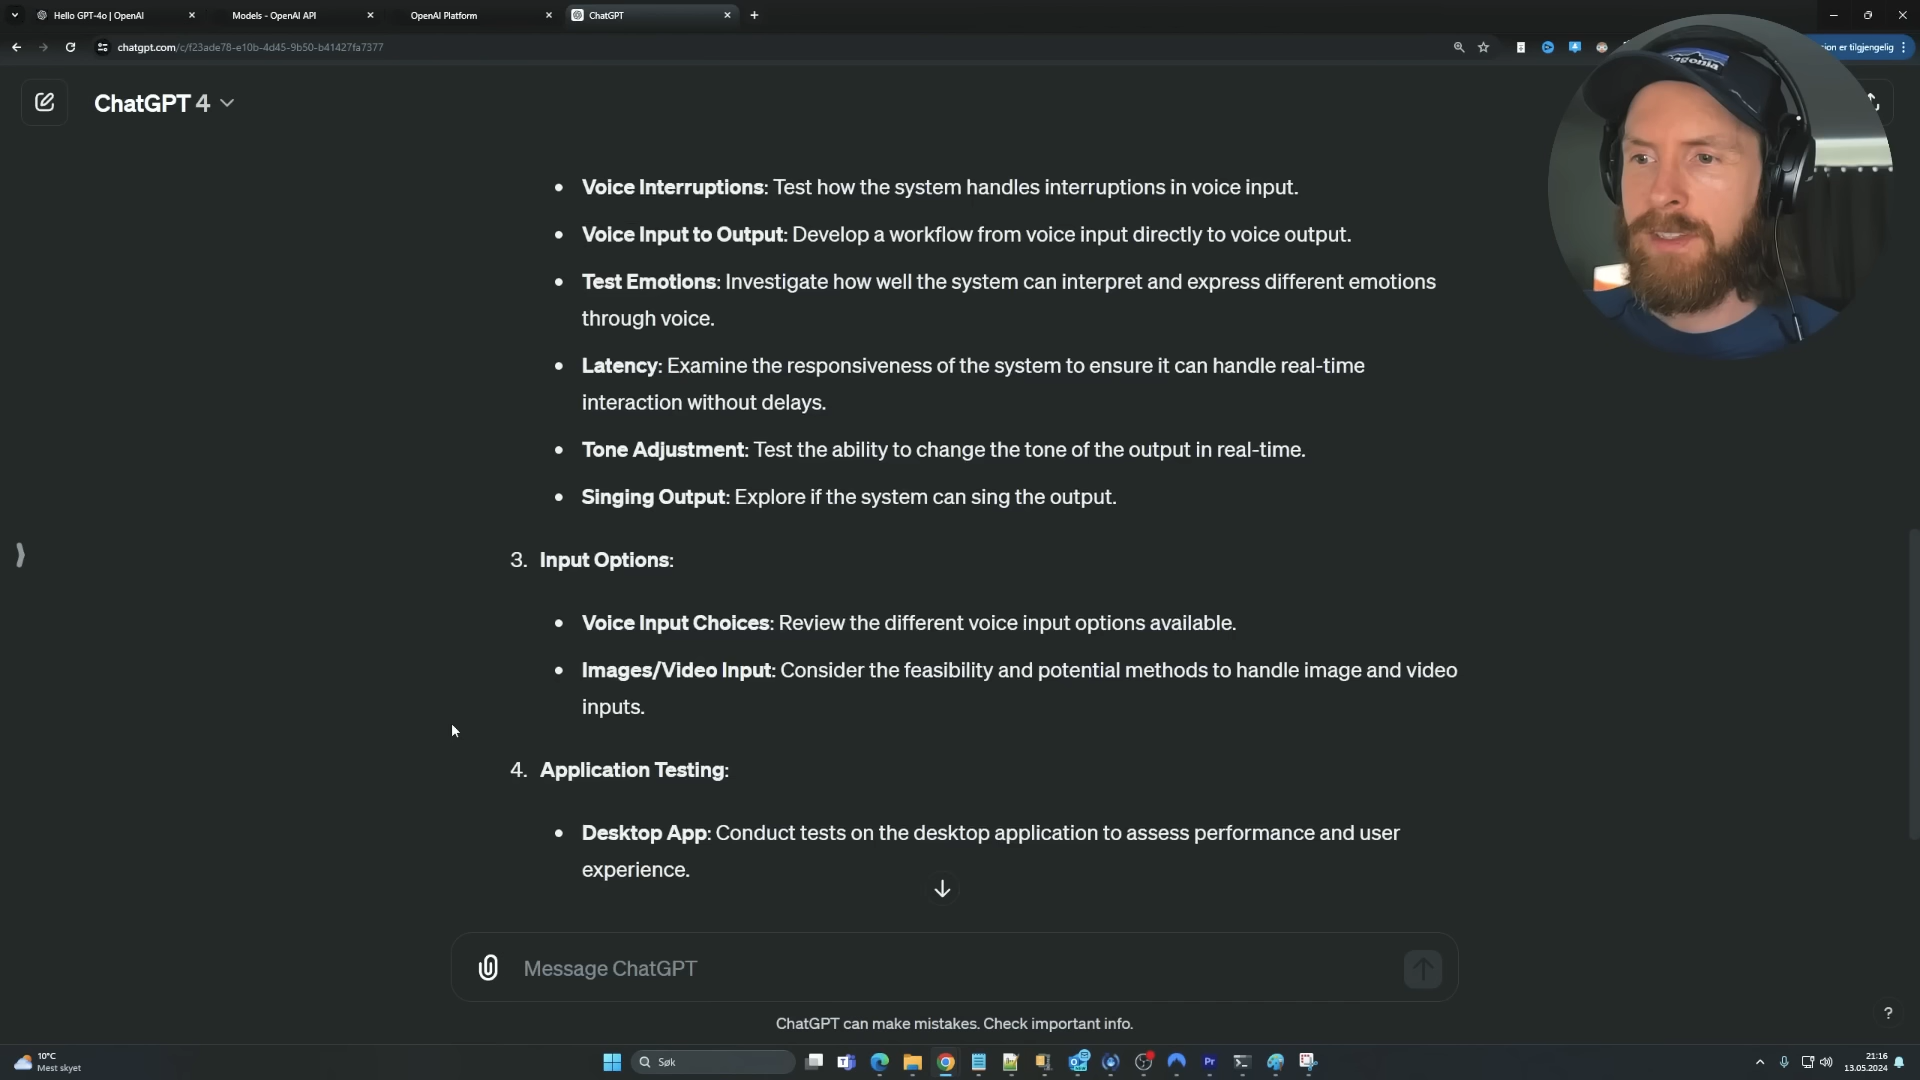 Hello GPT-4o | OpenAI
Models - OpenAI API
OpenAI Platform
ChatGPT
chatgpt.com/c/f23ade78-e10b-4d45-9b50-b41427fa7377
jon er tilgjengelig
ChatGPT 4
Voice Interruptions: Test how the system handles interruptions in voice input.
Voice Input to Output: Develop a workflow from voice input directly to voice output.
Test Emotions: Investigate how well the system can interpret and express different emotions
through voice.
Latency: Examine the responsiveness of the system to ensure it can handle real-time
interaction without delays.
Tone Adjustment: Test the ability to change the tone of the output in real-time.
Singing Output: Explore if the system can sing the output.
3. Input Options:
Voice Input Choices: Review the different voice input options available.
Images/Video Input: Consider the feasibility and potential methods to handle image and video
inputs.
4. Application Testing:
Desktop App: Conduct tests on the desktop application to assess performance and user
experience.
Message ChatGPT
ChatGPT can make mistakes. Check important info.
?
10°C
Mest skyet
Søk
Pr
21:16
13.05.2024